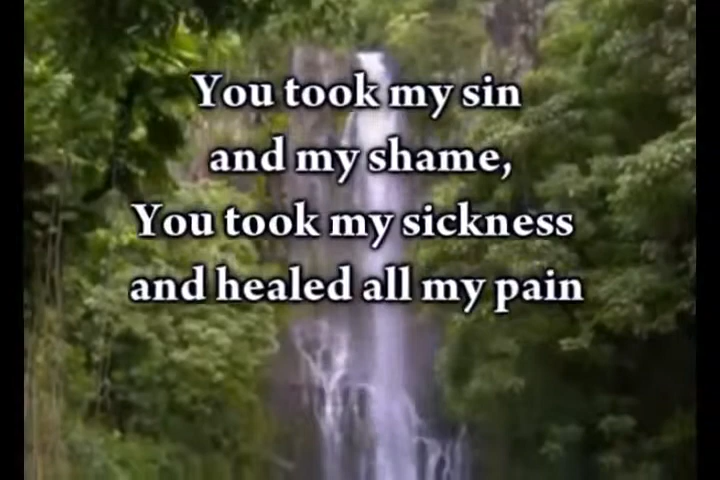 You took my sin
and my shame,
You took my sickness
and healed all my pain